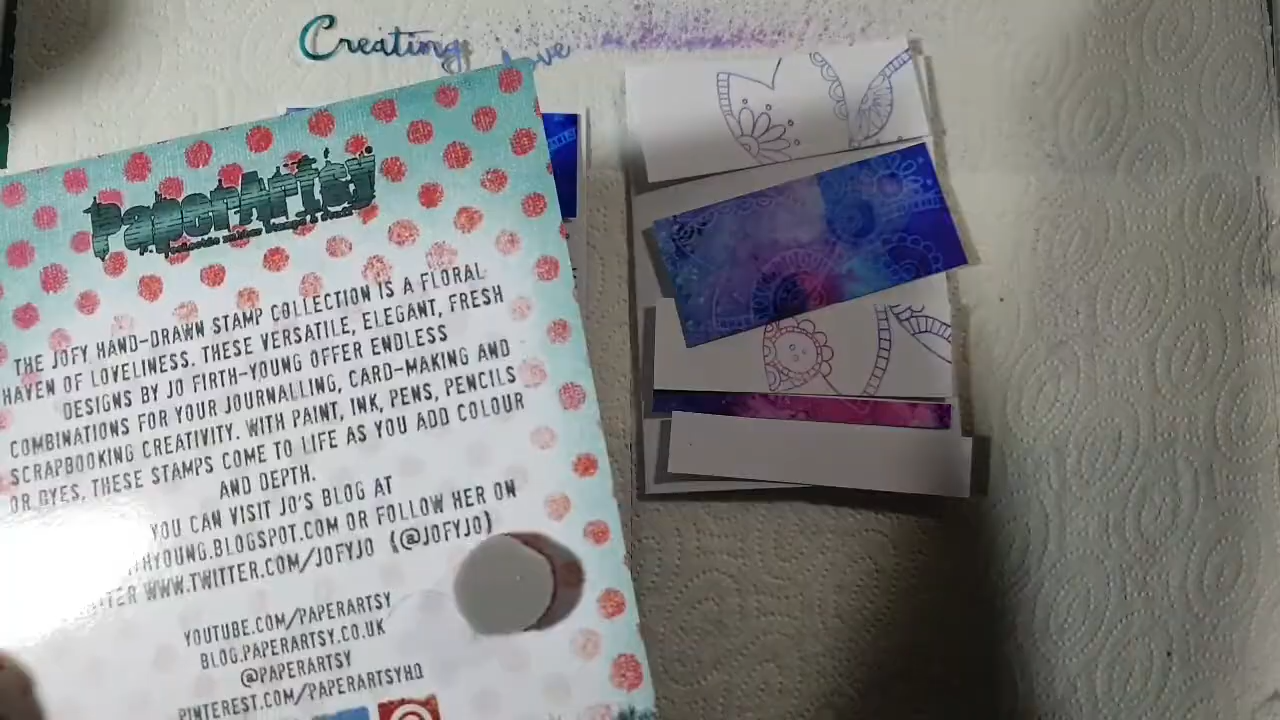 Creating
love
PaperArtsy
THE JOFY HAND-DRAWN STAMP COLLECTION IS A FLORAL
HAVEN OF LOVELINESS. THESE VERSATILE, ELEGANT, FRESH
DESIGNS BY JO FIRTH-YOUNG OFFER ENDLESS
COMBINATIONS FOR YOUR JOURNALLING, CARD-MAKING AND
SCRAPBOOKING CREATIVITY. WITH PAINT, INK, PENS, PENCILS
OR DYES, THESE STAMPS COME TO LIFE AS YOU ADD COLOUR
AND DEPTH.
YOU CAN VISIT JO'S BLOG AT
THYOUNG.BLOGSPOT.COM OR FOLLOW HER ON
TTER WWW.TWITTER.COM/JOFYJO (@JOFYJO)
YOUTUBE.COM/PAPERARTSY
BLOG.PAPERARTSY.CO.UK
@PAPERARTSY
PINTEREST.COM/PAPERARTSYHQ